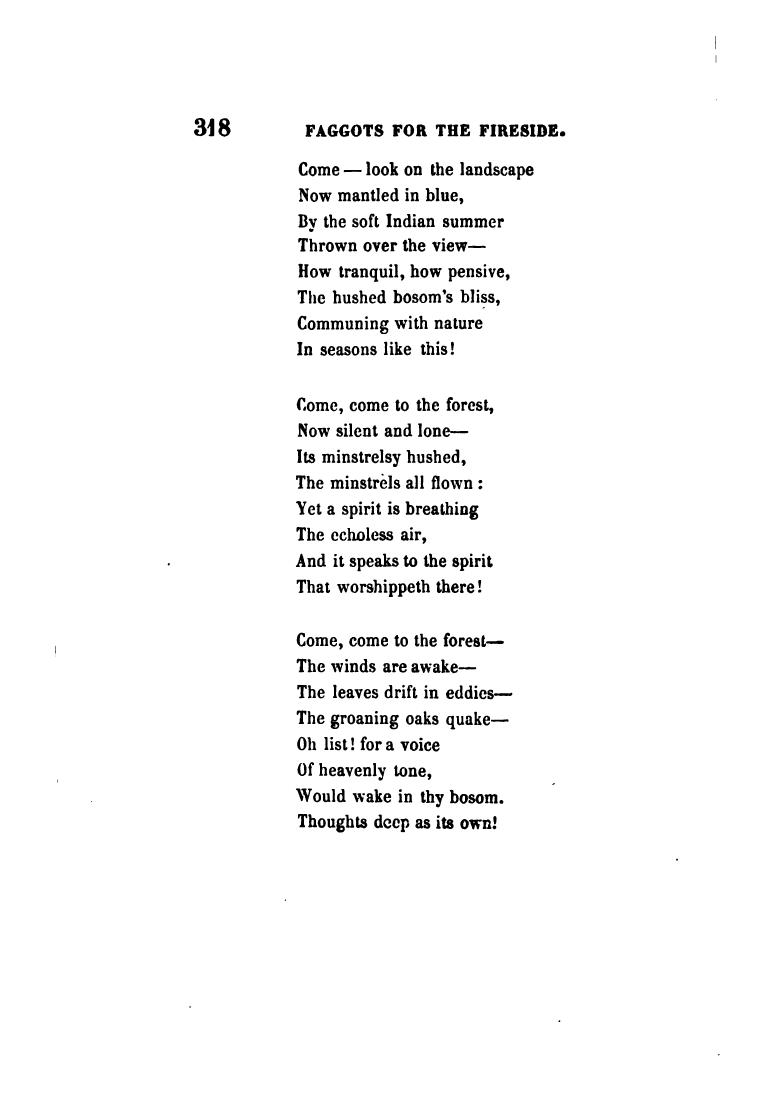 318 FAGGOTS FOR THE FIRESIDE.
Come — look on the landscape
Now mantled in blue,
By the soft Indian summer
Thrown over the view—
How tranquil, how pensive,
The hushed bosom's bliss,
Communing with nature
In seasons like this!
Come, come to the forest,
Now silent and lone—
Its minstrelsy hushed,
The minstrels all flown :
Yet a spirit is breathing
The echoless air,
And it speaks to the spirit
That worshippeth there!
Come, come to the forest—
The winds are awake—
The leaves drift in eddies—
The groaning oaks quake—
Oh list! for a voice
Of heavenly tone,
Would wake in thy bosom.
Thoughts deep as its own!